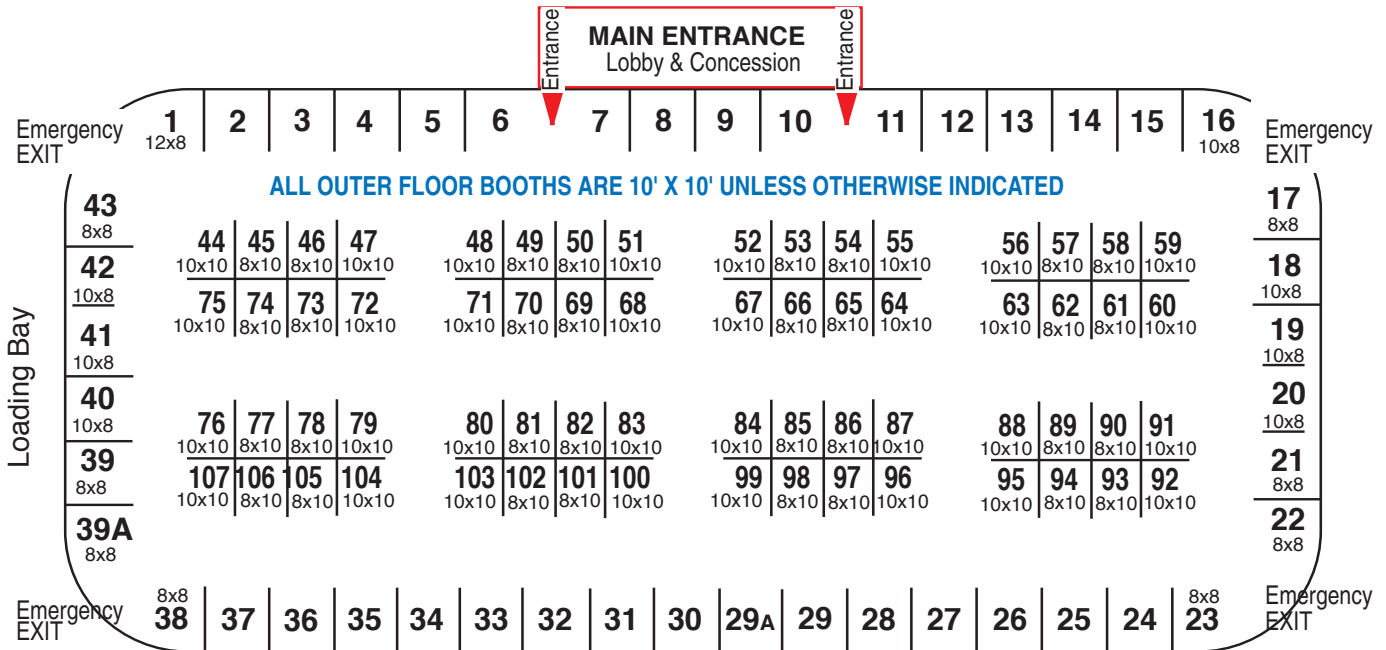 MAIN ENTRANCE
Lobby & Concession
Entrance
Entrance
1 2 3 4 5 6 7 8 9 10 11 12 13 14 15 16
12x8 10x8
Emergency
EXIT
Emergency
EXIT
ALL OUTER FLOOR BOOTHS ARE 10' X 10' UNLESS OTHERWISE INDICATED
Loading Bay
43
8x8
42
10x8
41
10x8
40
10x8
39
8x8
39A
8x8
44 45 46 47
10x10 8x10 8x10 10x10
75 74 73 72
10x10 8x10 8x10 10x10
48 49 50 51
10x10 8x10 8x10 10x10
71 70 69 68
10x10 8x10 8x10 10x10
52 53 54 55
10x10 8x10 8x10 10x10
67 66 65 64
10x10 8x10 8x10 10x10
56 57 58 59
10x10 8x10 8x10 10x10
63 62 61 60
10x10 8x10 8x10 10x10
76 77 78 79
10x10 8x10 8x10 10x10
107 106 105 104
10x10 8x10 8x10 10x10
80 81 82 83
10x10 8x10 8x10 10x10
103 102 101 100
10x10 8x10 8x10 10x10
84 85 86 87
10x10 8x10 8x10 10x10
99 98 97 96
10x10 8x10 8x10 10x10
88 89 90 91
10x10 8x10 8x10 10x10
95 94 93 92
10x10 8x10 8x10 10x10
17
8x8
18
10x8
19
10x8
20
10x8
21
8x8
22
8x8
Emergency
EXIT
8x8 8x8
38 37 36 35 34 33 32 31 30 29A 29 28 27 26 25 24 23
Emergency
EXIT